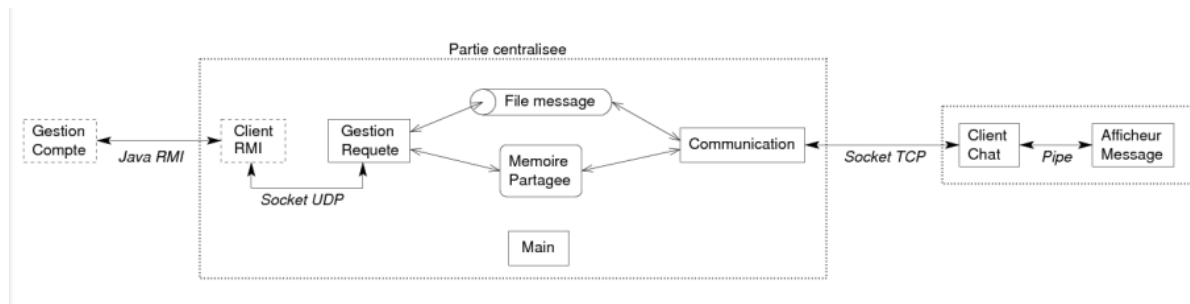 Partie centralisee
Gestion
Compte
Java RMI
Client
RMI
Socket UDP
Gestion
Requete
File message
Memoire
Partagee
Main
Communication
Socket TCP
Client
Chat
Pipe
Afficheur
Message